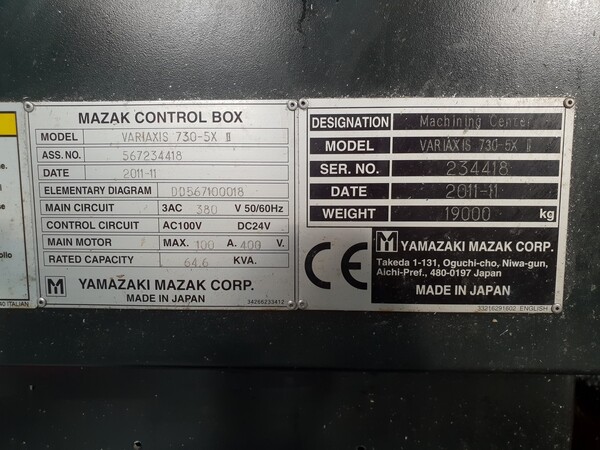 MAZAK CONTROL BOX
MODEL VARIAXIS 730-5X II
ASS. NO. 567234418
DATE 2011-11
ELEMENTARY DIAGRAM DD567100018
MAIN CIRCUIT 3AC 380 V 50/60Hz
CONTROL CIRCUIT AC100V DC24V
MAIN MOTOR MAX. 100 A. 400 V.
RATED CAPACITY 64.6 KVA.
M YAMAZAKI MAZAK CORP.
MADE IN JAPAN
34266233412
DESIGNATION Machining Center
MODEL VARIAXIS 730-5X II
SER. NO. 234418
DATE 2011-11
WEIGHT 19000 kg
CE
M YAMAZAKI MAZAK CORP.
Takeda 1-131, Oguchi-cho, Niwa-gun,
Aichi-Pref., 480-0197 Japan
MADE IN JAPAN
33216291602 ENGLISH
ITALIAN